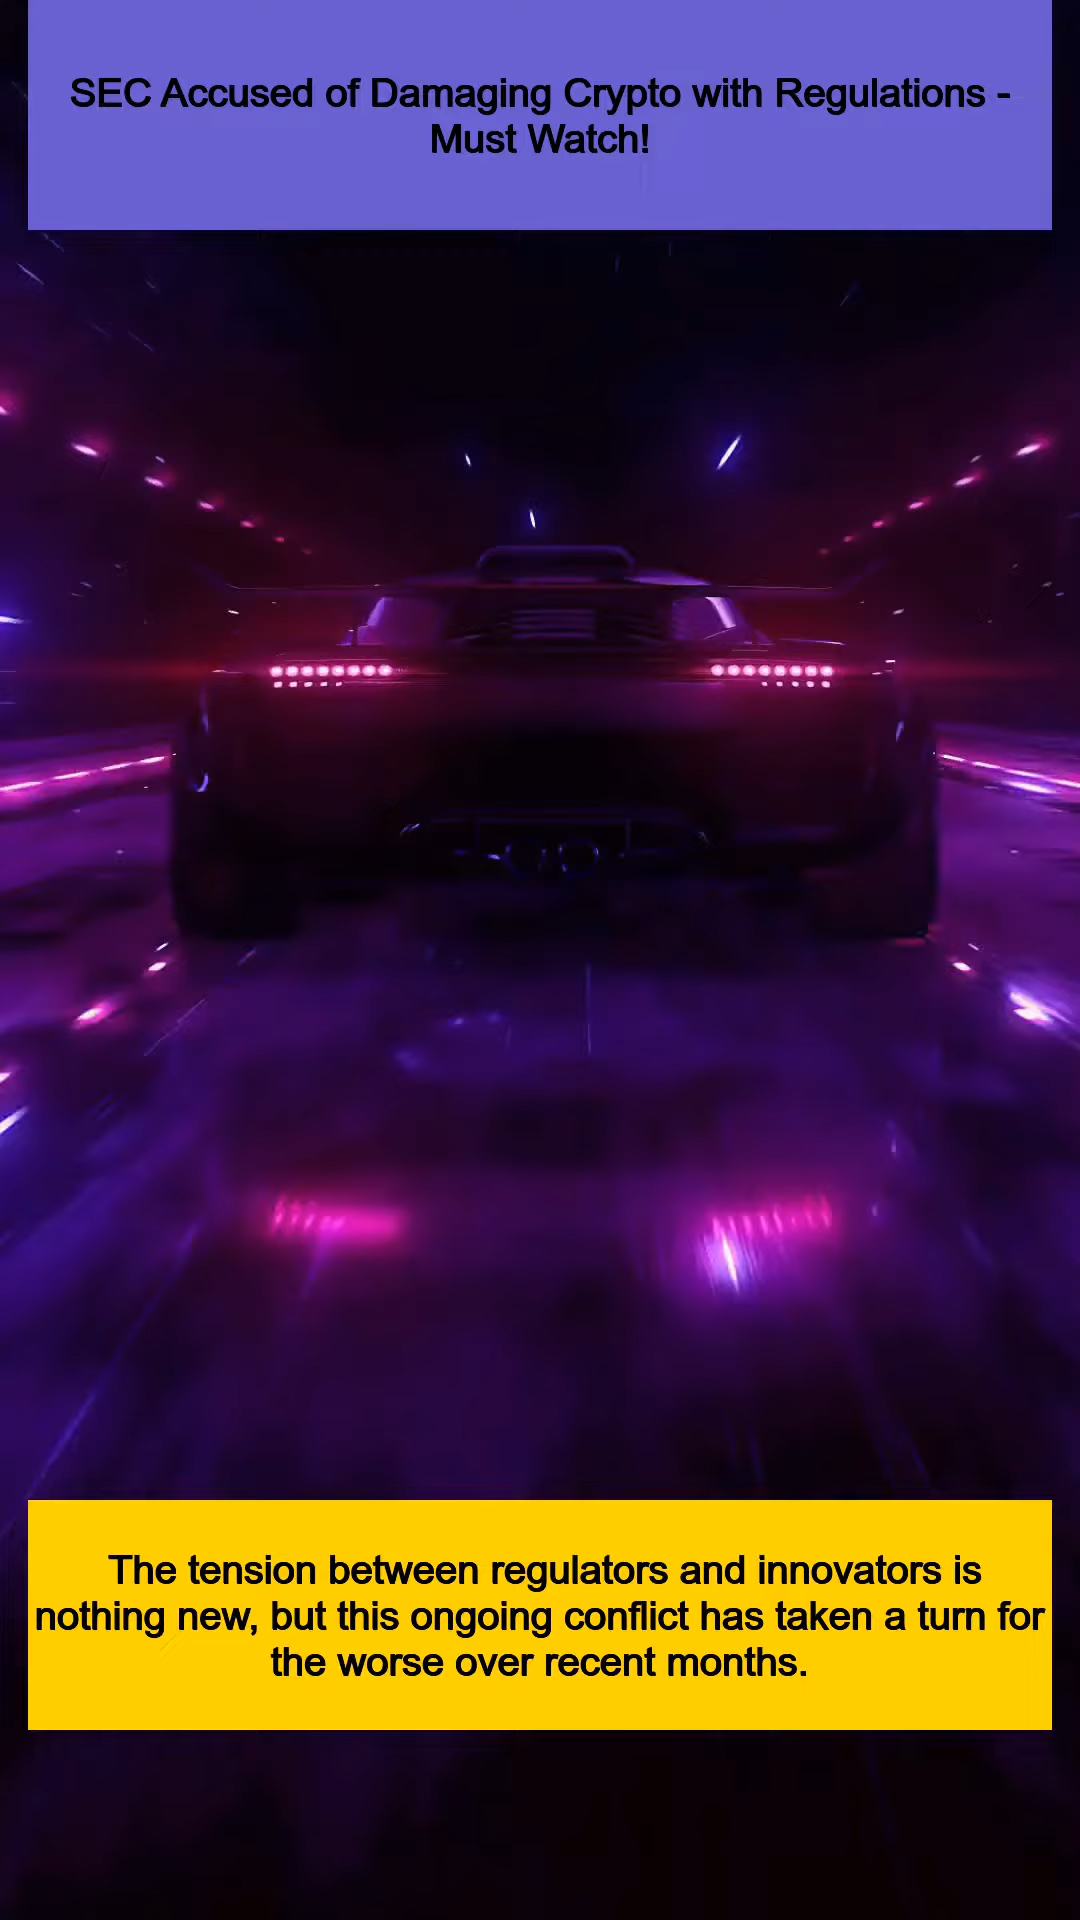 SEC Accused of Damaging Crypto with Regulations -
Must Watch!
The tension between regulators and innovators is
nothing new, but this ongoing conflict has taken a turn for
the worse over recent months.